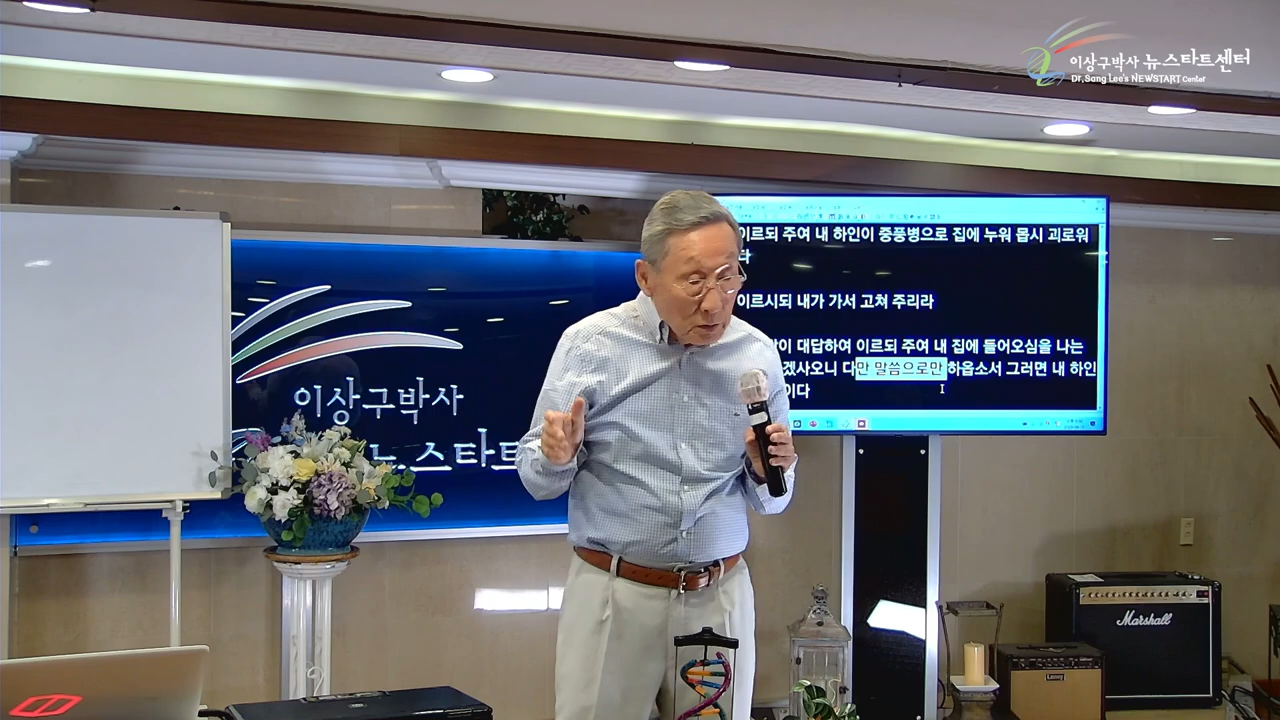 이상구박사 뉴스타트센터
Dr. Sang Lee's NEWSTART Center
이르되 주여 내 하인이 중풍병으로 집에 누워 몹시 괴로워
다
이르시되 내가 가서 고쳐 주리라
이 대답하여 이르되 주여 내 집에 들어오심을 나는
겠사오니 다만 말씀으로만 하옵소서 그러면 내 하인
이다
이상구박사
뉴스타트
Marshall
Laney